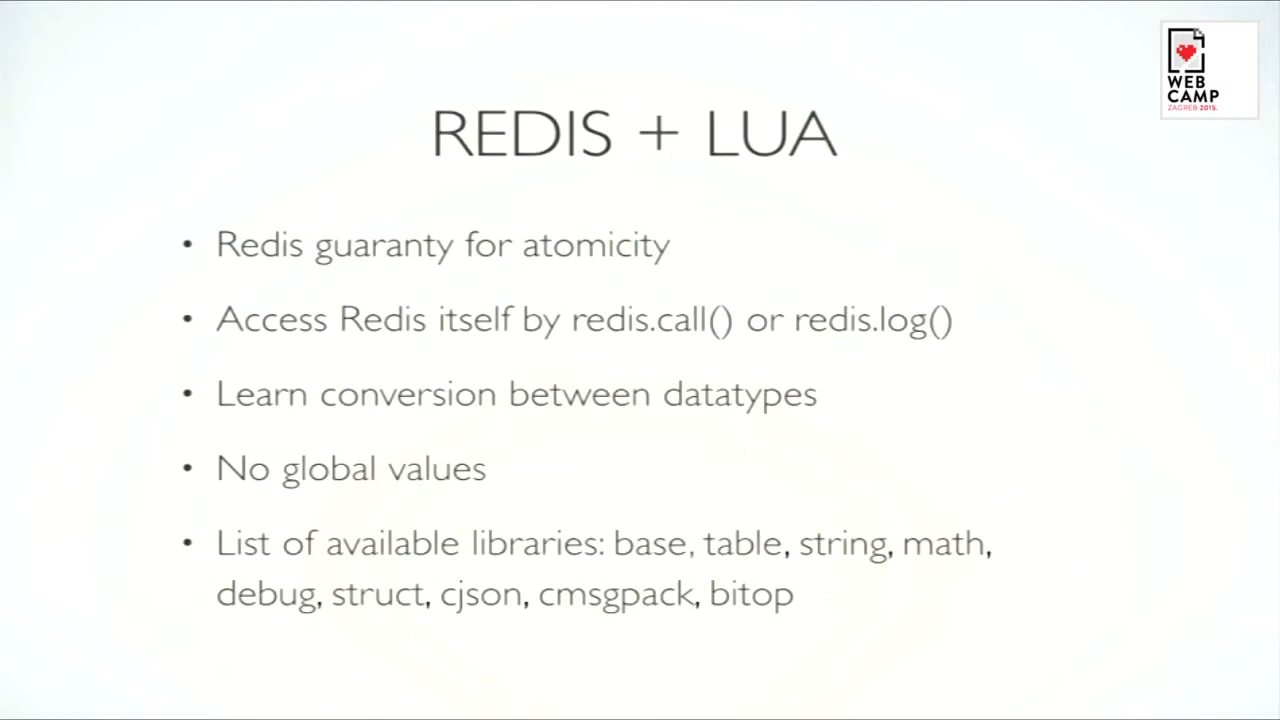 WEB
CAMP
ZAGREB 2015.
REDIS + LUA
• Redis guaranty for atomicity
• Access Redis itself by redis.call() or redis.log()
• Learn conversion between datatypes
• No global values
• List of available libraries: base, table, string, math,
debug, struct, cjson, cmsgpack, bitop